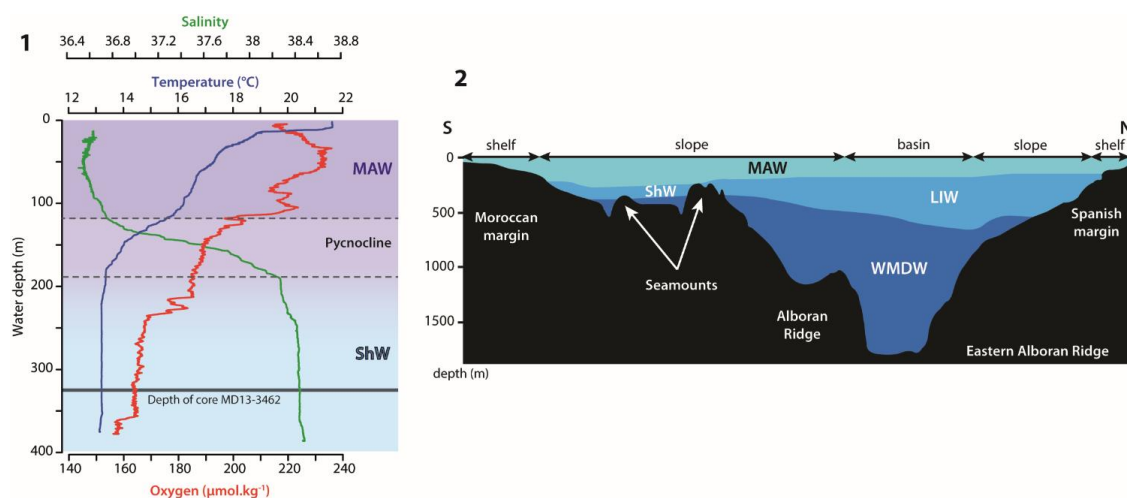 1
Salinity
36.4 36.8 37.2 37.6 38 38.4 38.8
Temperature (°C)
12 14 16 18 20 22
0
100
200
300
400
Water depth (m)
MAW
Pycnocline
ShW
Depth of core MD13-3462
140 160 180 200 220 240
Oxygen (μmol.kg⁻¹)
2
S N
shelf slope basin slope shelf
0
500
1000
1500
depth (m)
MAW
ShW
LIW
WMDW
Moroccan
margin
Seamounts
Alboran
Ridge
Spanish
margin
Eastern Alboran Ridge